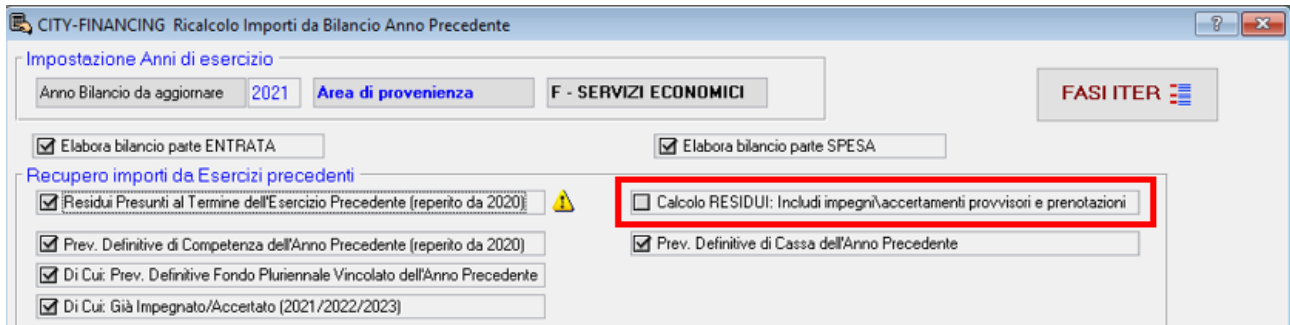 CITY-FINANCING Ricalcolo Importi da Bilancio Anno Precedente
Impostazione Anni di esercizio
Anno Bilancio da aggiornare 2021 Area di provenienza F - SERVIZI ECONOMICI FASI ITER
Elabora bilancio parte ENTRATA Elabora bilancio parte SPESA
Recupero importi da Esercizi precedenti
Residui Presunti al Termine dell'Esercizio Precedente (reperito da 2020) Calcolo RESIDUI: Includi impegni\accertamenti provvisori e prenotazioni
Prev. Definitive di Competenza dell'Anno Precedente (reperito da 2020) Prev. Definitive di Cassa dell'Anno Precedente
Di Cui: Prev. Definitive Fondo Pluriennale Vincolato dell'Anno Precedente
Di Cui: Già Impegnato/Accertato (2021/2022/2023)